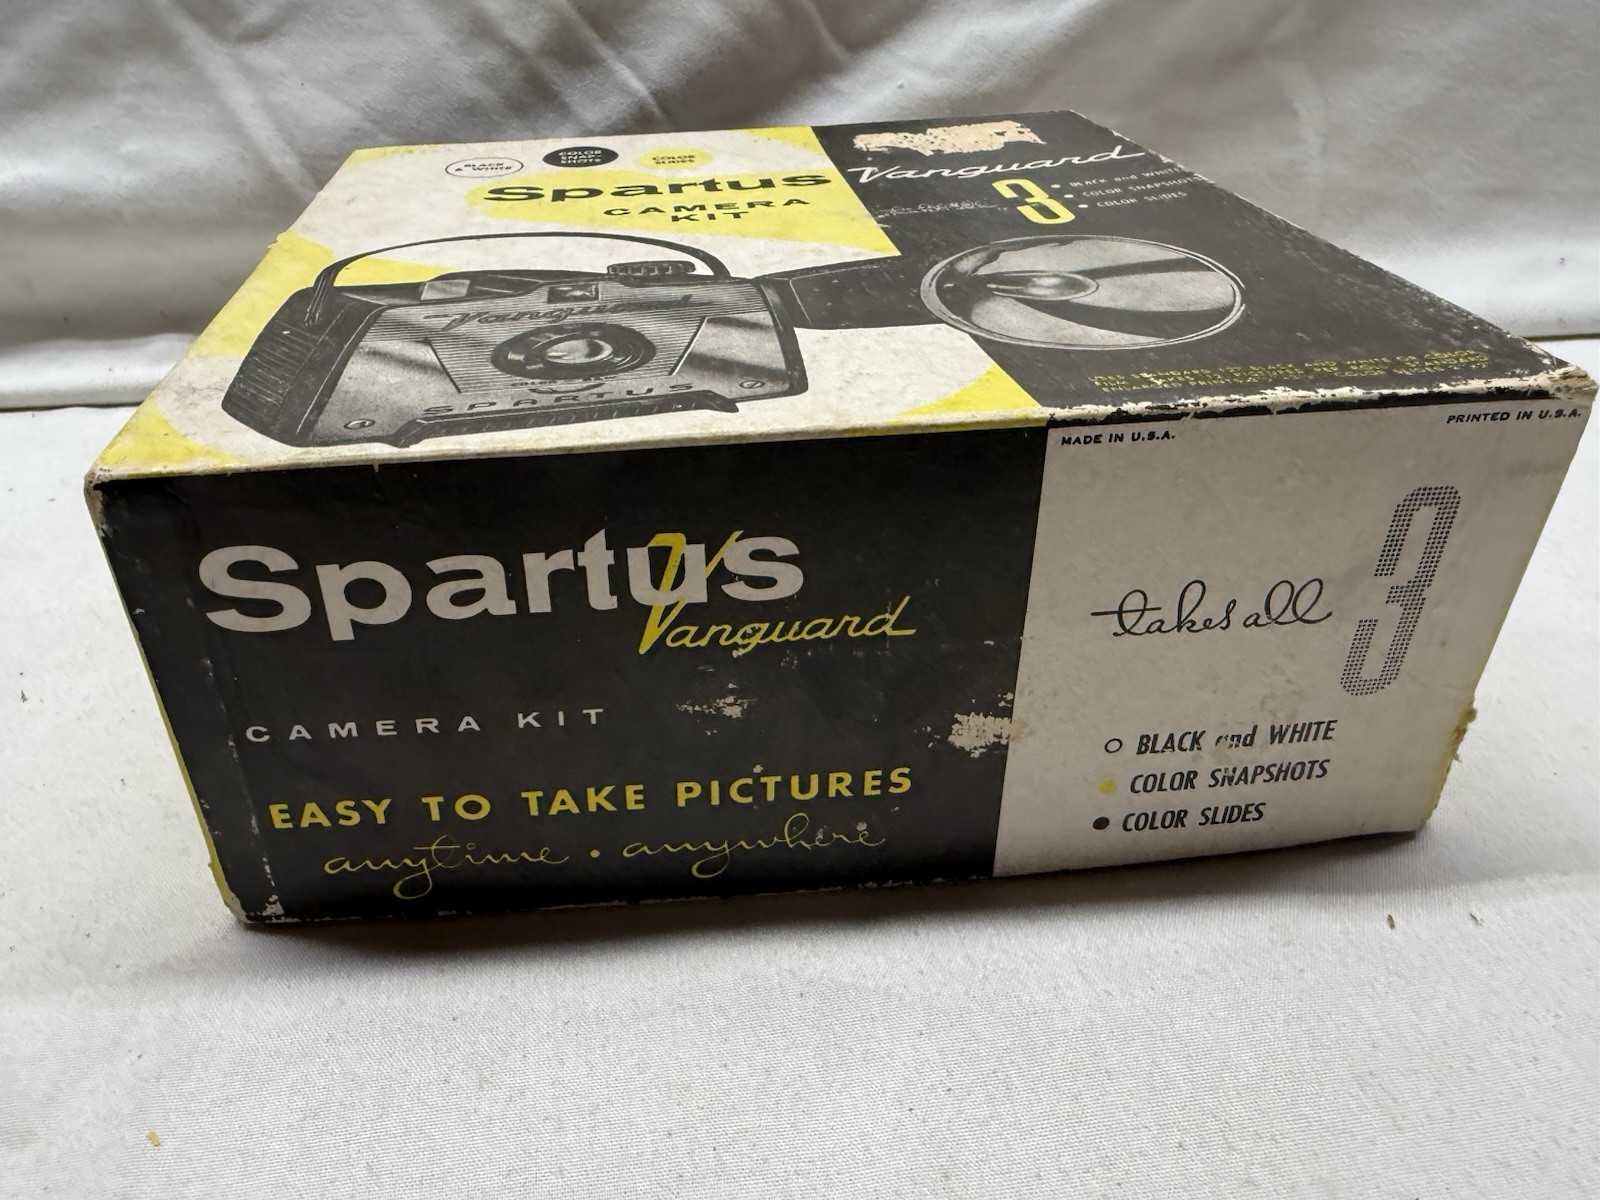 BLACK
& WHITE
COLOR
SNAP-
SHOTS
COLOR
SLIDES
Spartus
CAMERA
KIT
Vanguard
3
• BLACK and WHITE
• COLOR SNAPSHOTS
• COLOR SLIDES
Vanguard
SPARTUS
MADE IN U.S.A.
PRINTED IN U.S.A.
Spartus
Vanguard
CAMERA KIT
EASY TO TAKE PICTURES
anytime • anywhere
takes all 3
BLACK and WHITE
COLOR SNAPSHOTS
COLOR SLIDES